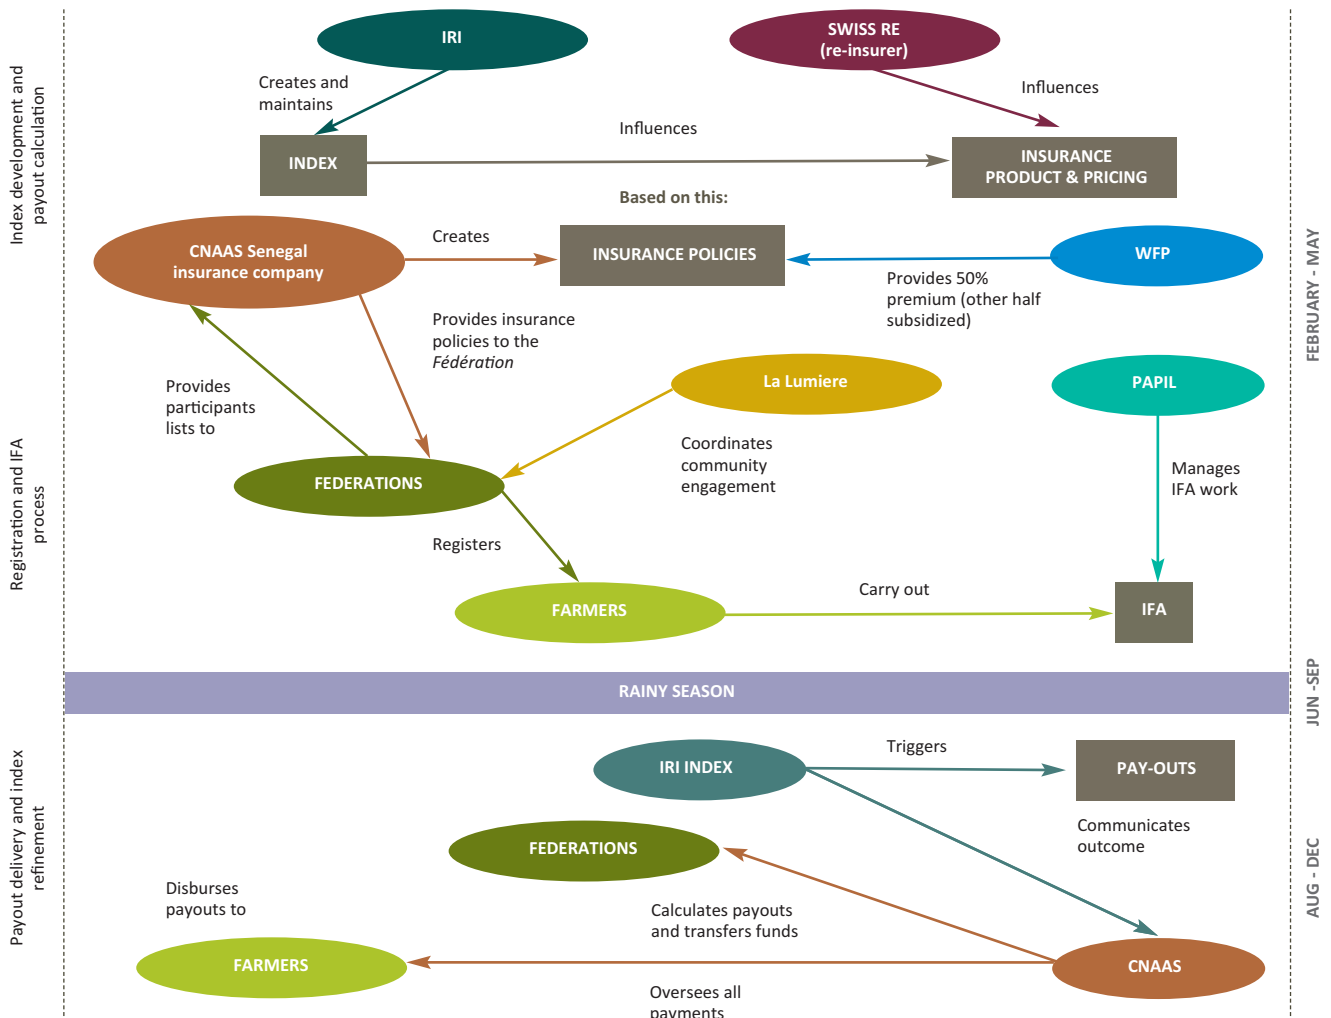 IRI
SWISS RE
(re-insurer)
Creates and
maintains
Influences
Influences
INDEX
INSURANCE
PRODUCT & PRICING
Based on this:
Index development and
payout calculation
CNAAS Senegal
insurance company
Creates
INSURANCE POLICIES
WFP
Provides 50%
premium (other half
subsidized)
Provides insurance
policies to the
Fédération
FEBRUARY - MAY
Provides
participants
lists to
La Lumiere
PAPIL
Coordinates
community
engagement
Manages
IFA work
FEDERATIONS
Registration and IFA
process
Registers
FARMERS
Carry out
IFA
RAINY SEASON
JUN -SEP
IRI INDEX
Triggers
PAY-OUTS
Communicates
outcome
FEDERATIONS
Payout delivery and index
refinement
AUG - DEC
Disburses
payouts to
Calculates payouts
and transfers funds
FARMERS
CNAAS
Oversees all
payments